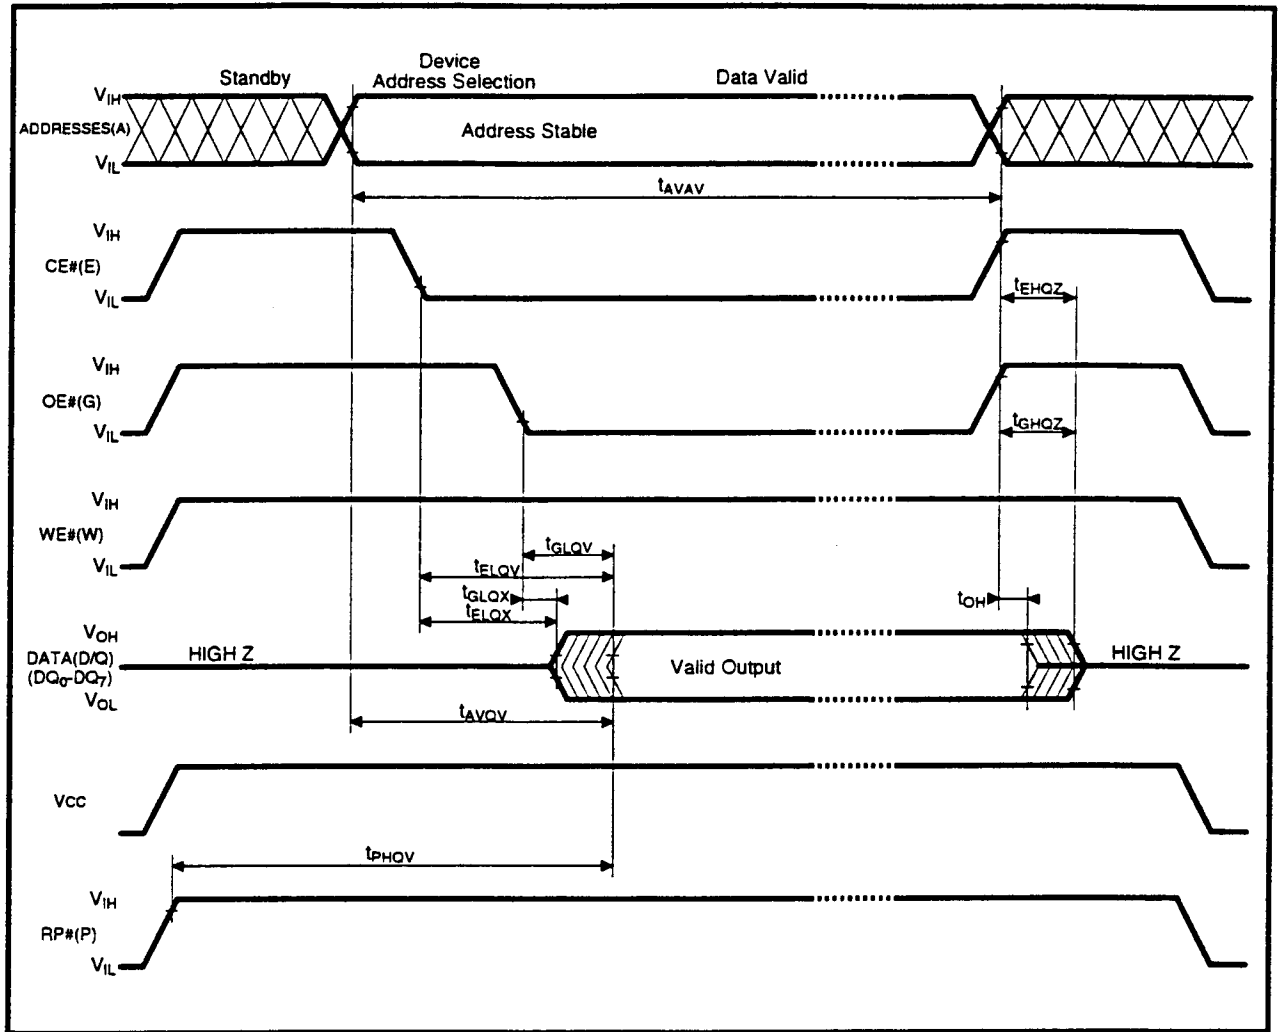 Standby
Device
Address Selection
Data Valid
VIH
ADDRESSES(A)
Address Stable
VIL
tAVAV
VIH
CE#(E)
VIL
tEHQZ
VIH
OE#(G)
VIL
tGHQZ
VIH
WE#(W)
VIL
tGLQV
tELQV
tGLQX
tELQX
tOH
VOH
DATA(D/Q)
(DQ0-DQ7)
VOL
HIGH Z
Valid Output
HIGH Z
tAVQV
VCC
tPHQV
VIH
RP#(P)
VIL